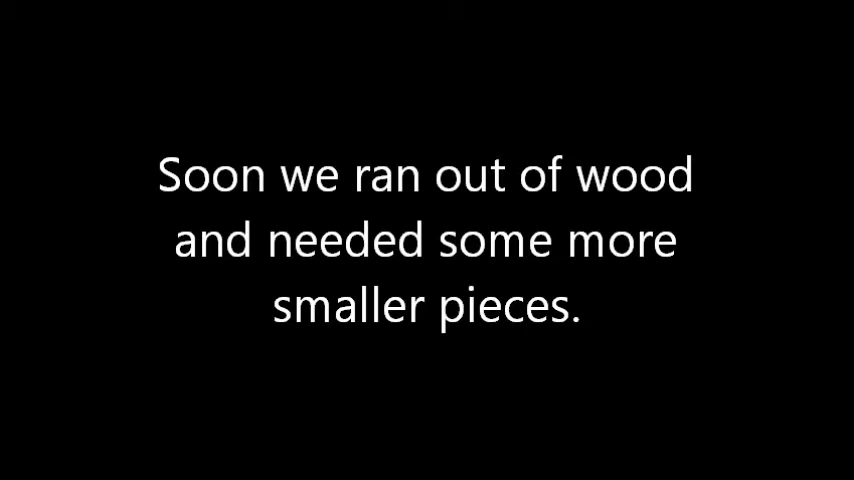 Soon we ran out of wood
and needed some more
smaller pieces.